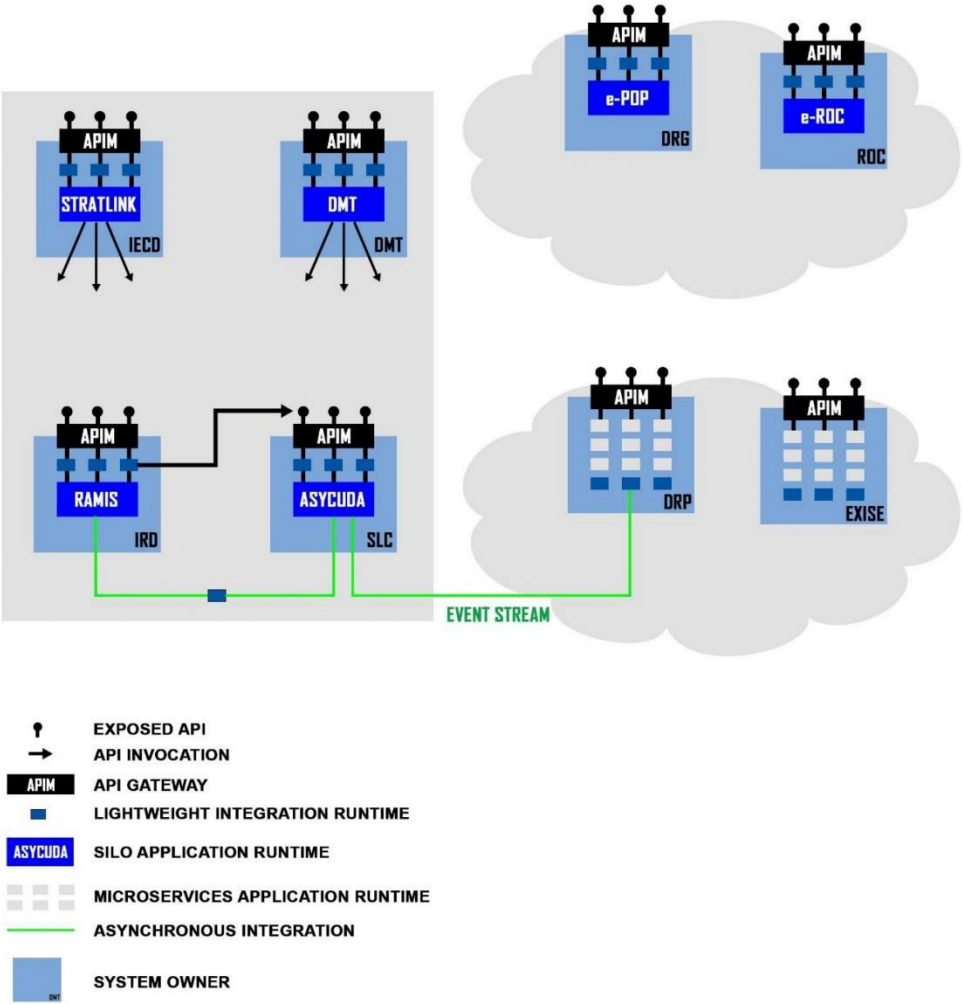 APIM
e-POP
DRG
APIM
e-ROC
ROC
APIM
STRATLINK
IECD
APIM
DMT
DMT
APIM
RAMIS
IRD
APIM
ASYCUDA
SLC
APIM
DRP
APIM
EXISE
EVENT STREAM
EXPOSED API
API INVOCATION
APIM API GATEWAY
LIGHTWEIGHT INTEGRATION RUNTIME
ASYCUDA SILO APPLICATION RUNTIME
MICROSERVICES APPLICATION RUNTIME
ASYNCHRONOUS INTEGRATION
SYSTEM OWNER
DMT